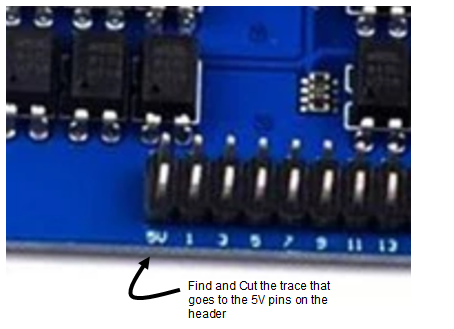 5V 1 3 5 7 9 11 13
Find and Cut the trace that
goes to the 5V pins on the
header